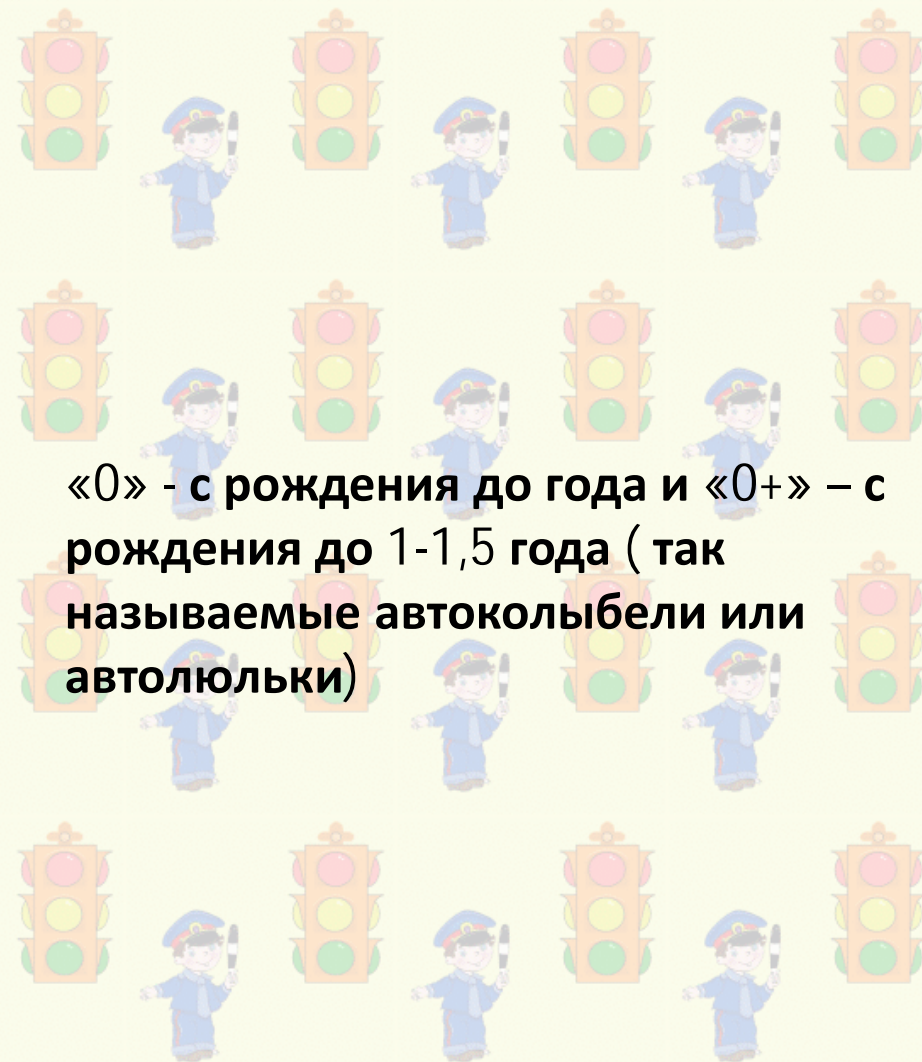 «0» - с рождения до года и «0+» – с
рождения до 1-1,5 года ( так
называемые автоколыбели или
автолюльки)